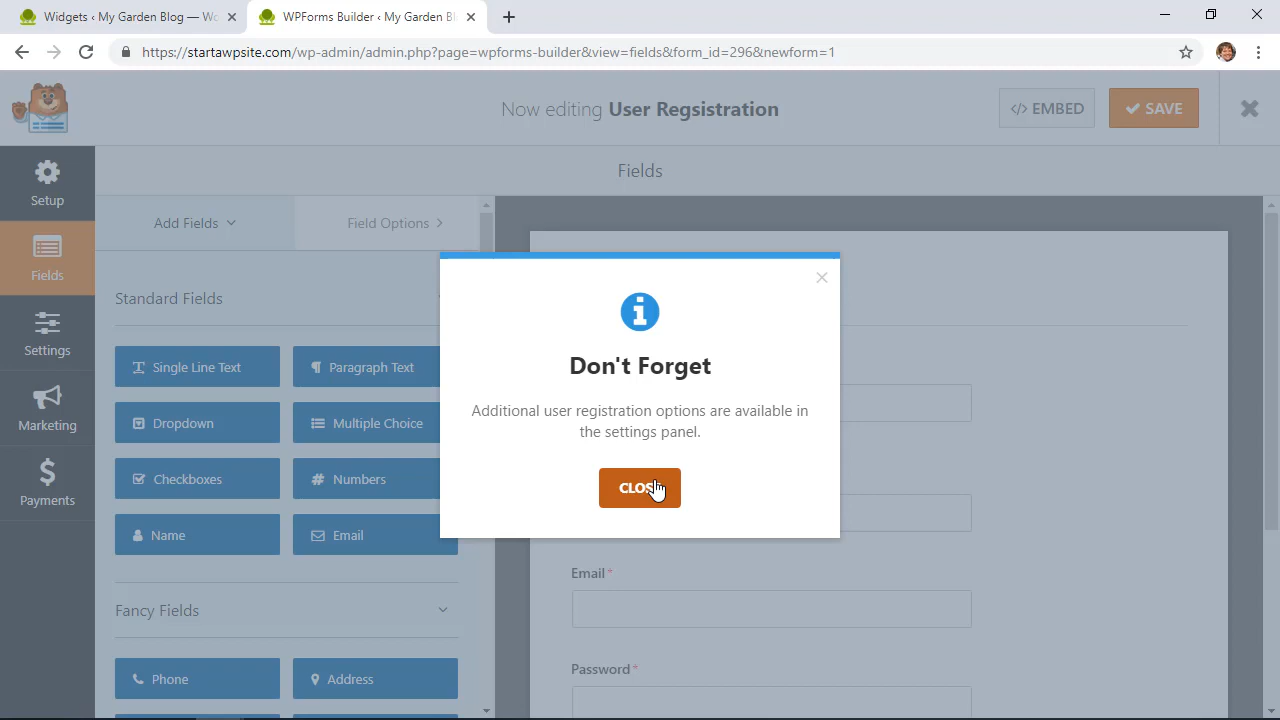 Widgets ‹ My Garden Blog — Wo
WPForms Builder ‹ My Garden Bl
https://startawpsite.com/wp-admin/admin.php?page=wpforms-builder&view=fields&form_id=296&newform=1
Now editing User Regsistration
</> EMBED
SAVE
Setup
Fields
Settings
Marketing
Payments
Fields
Add Fields
Field Options
Standard Fields
Single Line Text
Paragraph Text
Dropdown
Multiple Choice
Checkboxes
Numbers
Name
Email
Fancy Fields
Phone
Address
Don't Forget
Additional user registration options are available in
the settings panel.
CLOSE
Email *
Password *